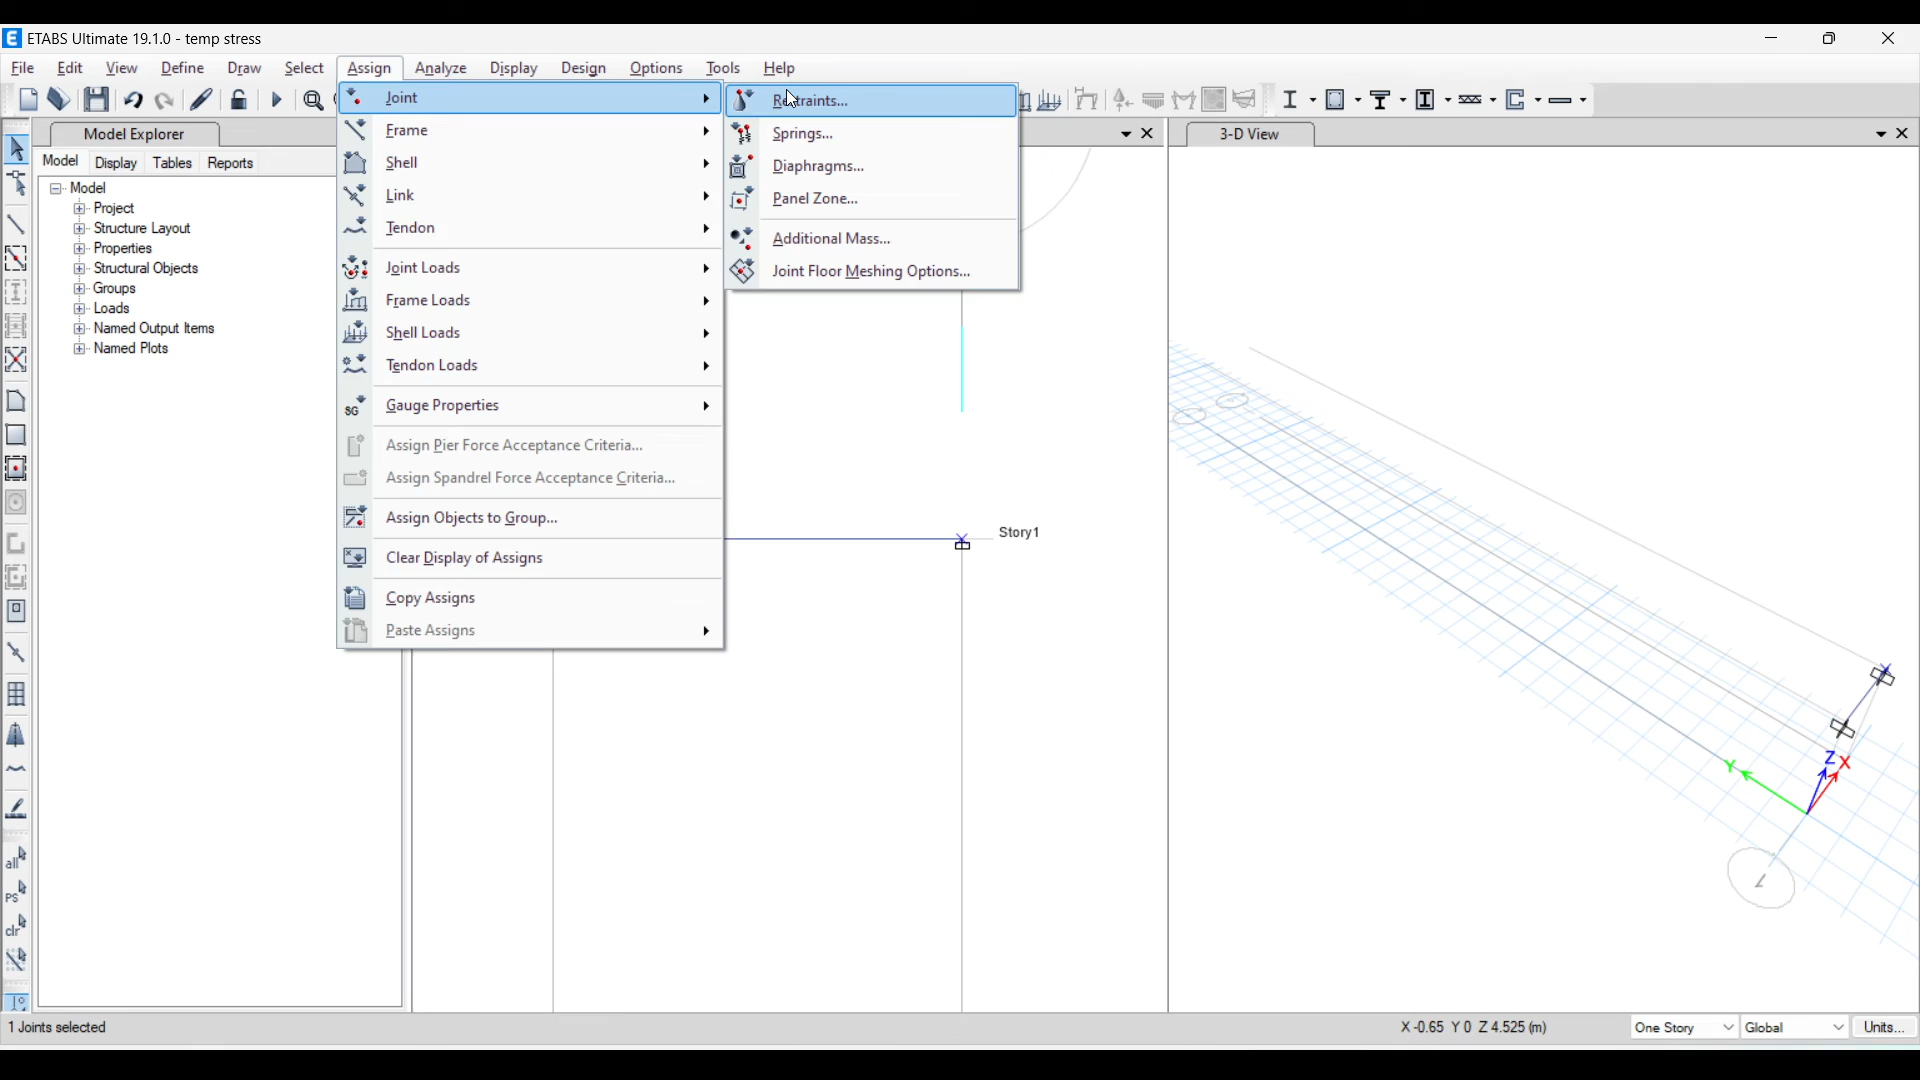 ETABS Ultimate 19.1.0 - temp stress
File Edit View Define Draw Select Assign Analyze Display Design Options Tools Help
Model Explorer
Model Display Tables Reports
Model
Project
Structure Layout
Properties
Structural Objects
Groups
Loads
Named Output Items
Named Plots
Joint
Frame
Shell
Link
Tendon
Joint Loads
Frame Loads
Shell Loads
Tendon Loads
Gauge Properties
Assign Pier Force Acceptance Criteria...
Assign Spandrel Force Acceptance Criteria...
Assign Objects to Group...
Clear Display of Assigns
Copy Assigns
Paste Assigns
SG
Restraints...
Springs...
Diaphragms...
Panel Zone...
Additional Mass...
Joint Floor Meshing Options...
Story1
3-D View
Y
Z
X
all
PS
clr
1 Joints selected
X -0.65 Y 0 Z 4.525 (m)
One Story
Global
Units...